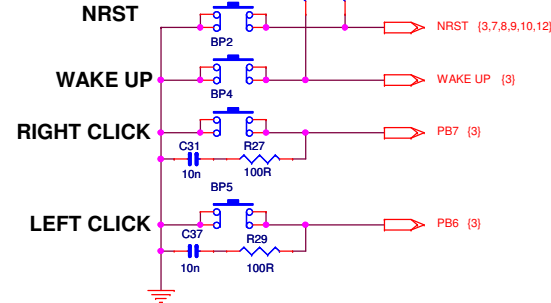 NRST
BP2
NRST {3,7,8,9,10,12}
WAKE UP
BP4
WAKE UP {3}
RIGHT CLICK
PB7 {3}
C31
R27
10n
100R
BP5
LEFT CLICK
PB6 {3}
C37
R29
10n
100R